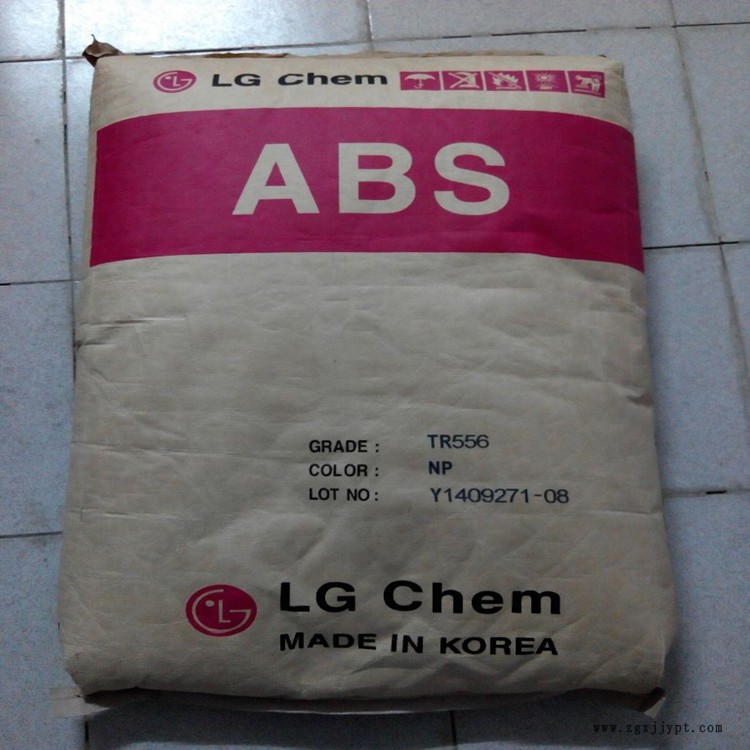 LG Chem
ABS
GRADE : TR556
COLOR : NP
LOT NO : Y1409271-08
LG Chem
MADE IN KOREA
www.zgxjjypt.com